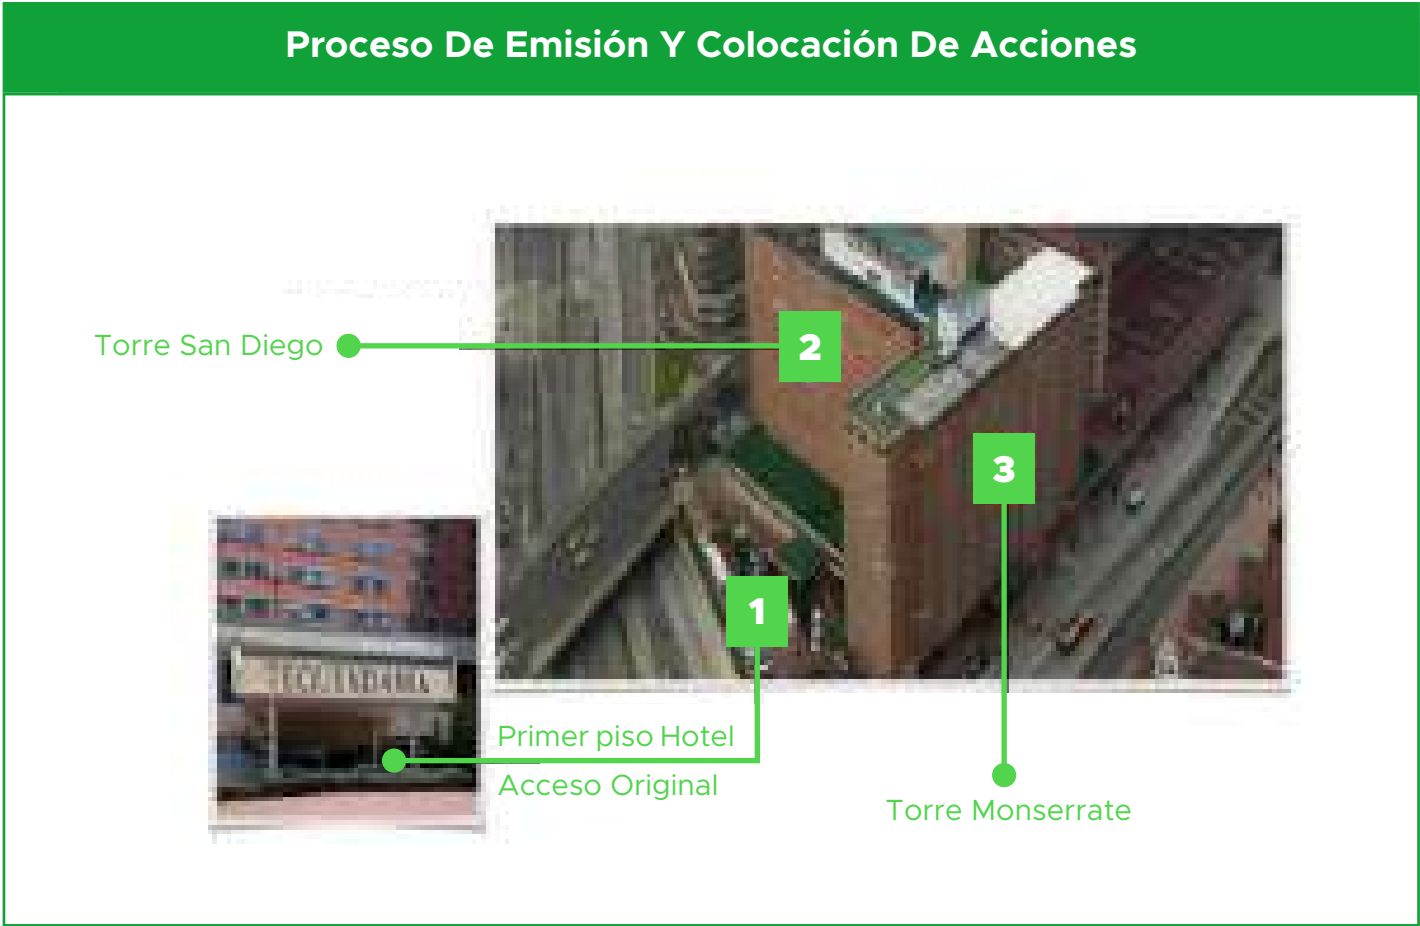 Proceso De Emisión Y Colocación De Acciones
Torre San Diego
2
3
1
Primer piso Hotel
Acceso Original
Torre Monserrate